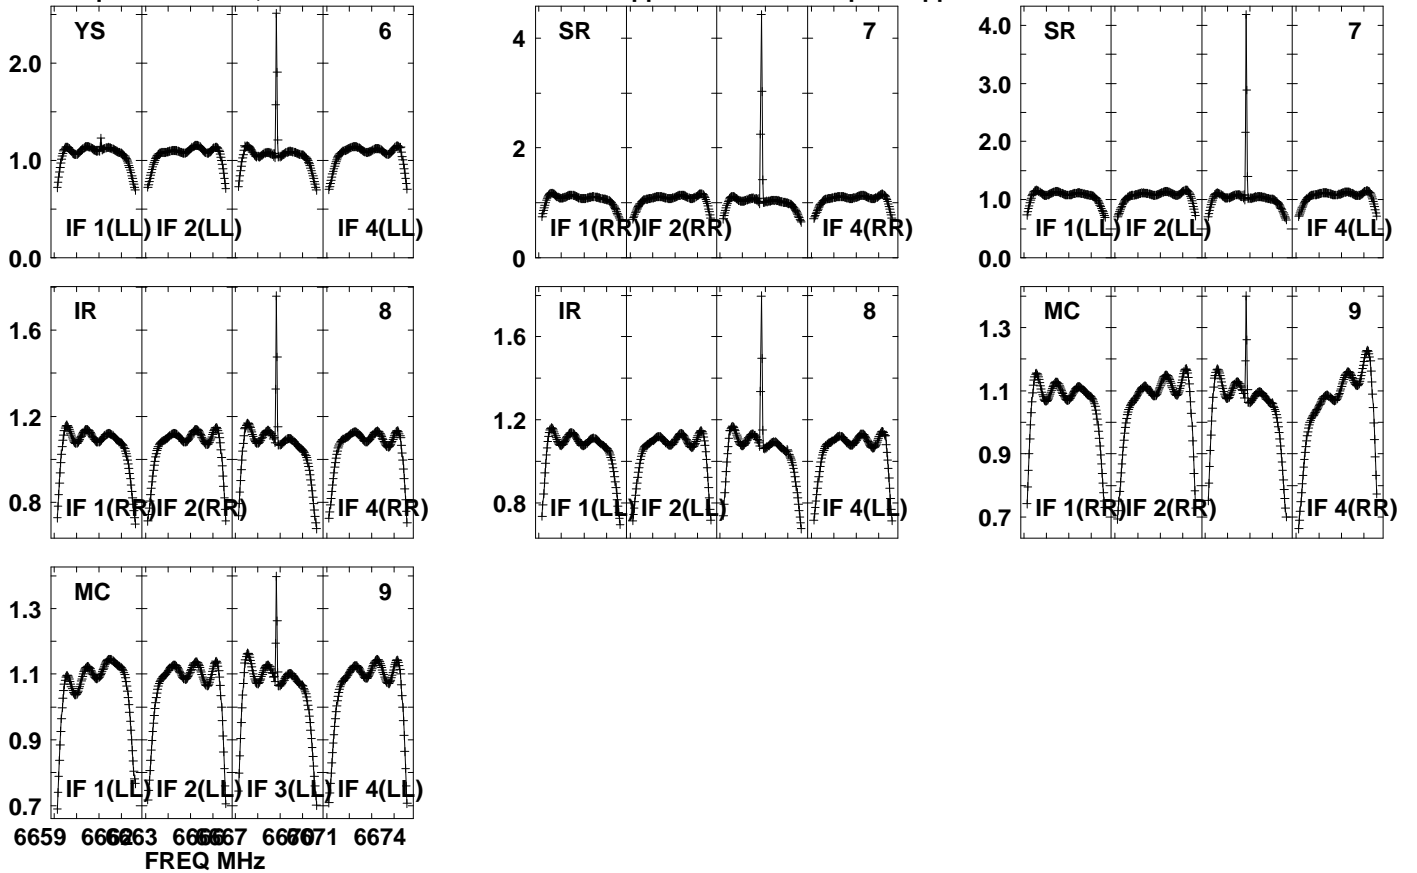 YS 6
2.0
1.0
0.0
IF 1(LL) IF 2(LL) IF 4(LL)
SR 7
4
2
0
IF 1(RR) IF 2(RR) IF 4(RR)
SR 7
4.0
3.0
2.0
1.0
0.0
IF 1(LL) IF 2(LL) IF 4(LL)
IR 8
1.6
1.2
0.8
IF 1(RR) IF 2(RR) IF 4(RR)
IR 8
1.6
1.2
0.8
IF 1(LL) IF 2(LL) IF 4(LL)
MC 9
1.3
1.1
0.9
0.7
IF 1(RR) IF 2(RR) IF 4(RR)
MC 9
1.3
1.1
0.9
0.7
IF 1(LL) IF 2(LL) IF 3(LL) IF 4(LL)
6659 6662 6663 6666 6667 6670 6671 6674
FREQ MHz